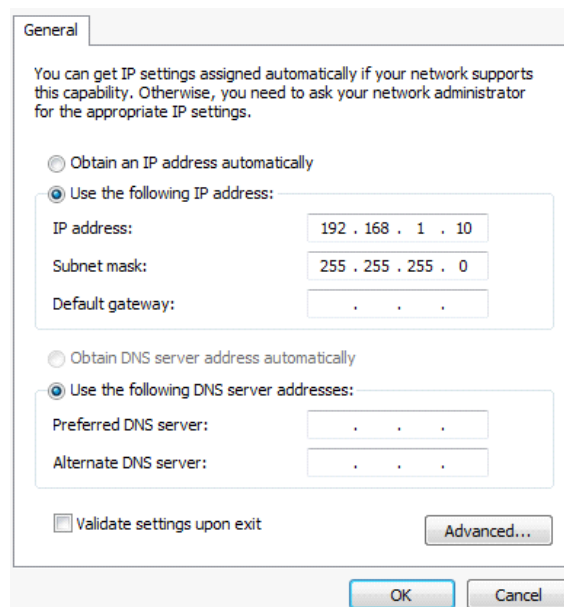 General
You can get IP settings assigned automatically if your network supports
this capability. Otherwise, you need to ask your network administrator
for the appropriate IP settings.
Obtain an IP address automatically
Use the following IP address:
IP address: 192 . 168 . 1 . 10
Subnet mask: 255 . 255 . 255 . 0
Default gateway: . . .
Obtain DNS server address automatically
Use the following DNS server addresses:
Preferred DNS server: . . .
Alternate DNS server: . . .
Validate settings upon exit
Advanced...
OK Cancel